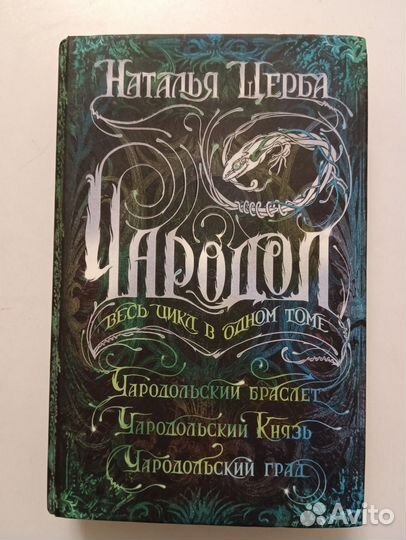 Наталья Щерба
Чародол
весь цикл в одном томе
Чародольский браслет
Чародольский Князь
Чародольский град
Avito